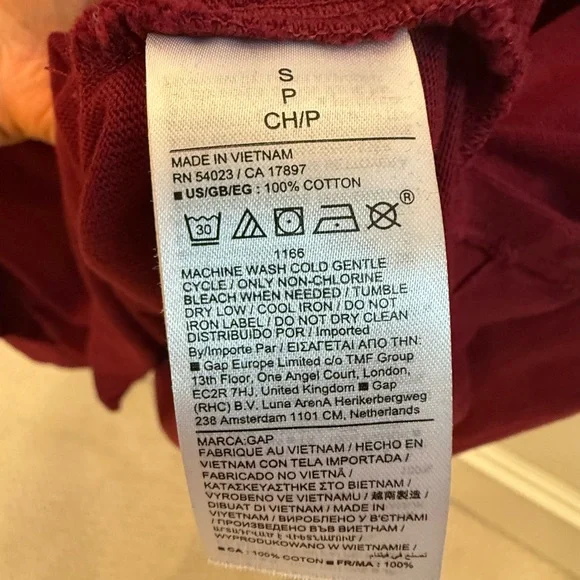 S
P
CH/P
MADE IN VIETNAM
RN 54023 / CA 17897
■ US/GB/EG : 100% COTTON
30
®
1166
MACHINE WASH COLD GENTLE
CYCLE / ONLY NON-CHLORINE
BLEACH WHEN NEEDED / TUMBLE
DRY LOW / COOL IRON / DO NOT
IRON LABEL / DO NOT DRY CLEAN
DISTRIBUIDO POR / Imported
By/Importe Par / ΕΙΣΑΓΕΤΑΙ ΑΠΟ ΤΗΝ:
■ Gap Europe Limited c/o TMF Group
13th Floor, One Angel Court, London,
EC2R 7HJ, United Kingdom ■ Gap
(RHC) B.V. Luna ArenA Herikerbergweg
238 Amsterdam 1101 CM, Netherlands
MARCA:GAP
FABRIQUE AU VIETNAM / HECHO EN
VIETNAM CON TELA IMPORTADA /
FABRICADO NO VIETNÃ /
ΚΑΤΑΣΚΕΥΑΣΤΗΚΕ ΣΤΟ ΒΙΕΤΝΑΜ /
VYROBENO VE VIETNAMU / 越南製造 /
DIBUAT DI VIETNAM / MADE IN
VIYETNAM / ВИРОБЛЕНО У В'ЄТНАМІ
/ ПРОИЗВЕДЕНО ВЪВ ВИЕТНАМ /
WYPRODUKOWANO W WIETNAMIE /
■ CA : 100% COTON ■ FR/MA : 100%